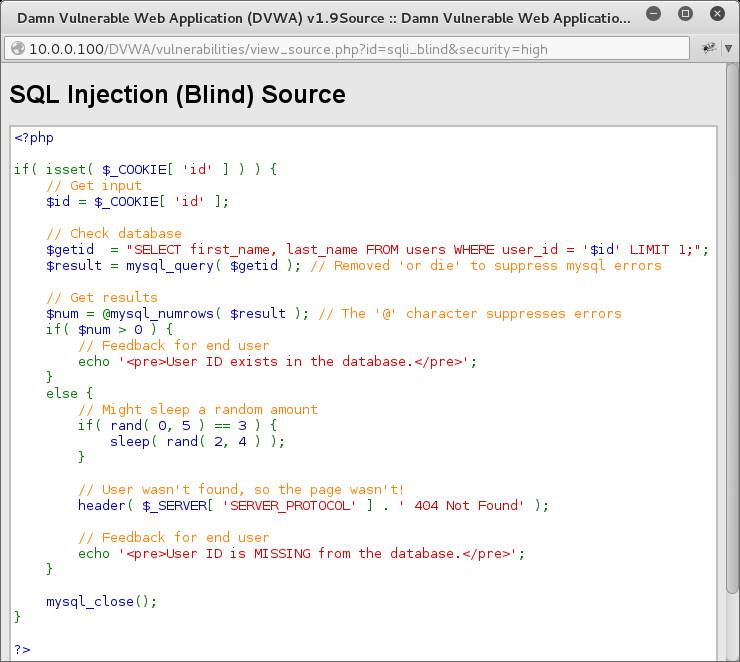 Damn Vulnerable Web Application (DVWA) v1.9Source :: Damn Vulnerable Web Applicatio...
10.0.0.100/DVWA/vulnerabilities/view_source.php?id=sqli_blind&security=high
SQL Injection (Blind) Source
<?php
if( isset( $_COOKIE[ 'id' ] ) ) {
    // Get input
    $id = $_COOKIE[ 'id' ];
    // Check database
    $getid  = "SELECT first_name, last_name FROM users WHERE user_id = '$id' LIMIT 1;";
    $result = mysql_query( $getid ); // Removed 'or die' to suppress mysql errors
    // Get results
    $num = @mysql_numrows( $result ); // The '@' character suppresses errors
    if( $num > 0 ) {
        // Feedback for end user
        echo '<pre>User ID exists in the database.</pre>';
    }
    else {
        // Might sleep a random amount
        if( rand( 0, 5 ) == 3 ) {
            sleep( rand( 2, 4 ) );
        }
        // User wasn't found, so the page wasn't!
        header( $_SERVER[ 'SERVER_PROTOCOL' ] . ' 404 Not Found' );
        // Feedback for end user
        echo '<pre>User ID is MISSING from the database.</pre>';
    }
    mysql_close();
}
?>